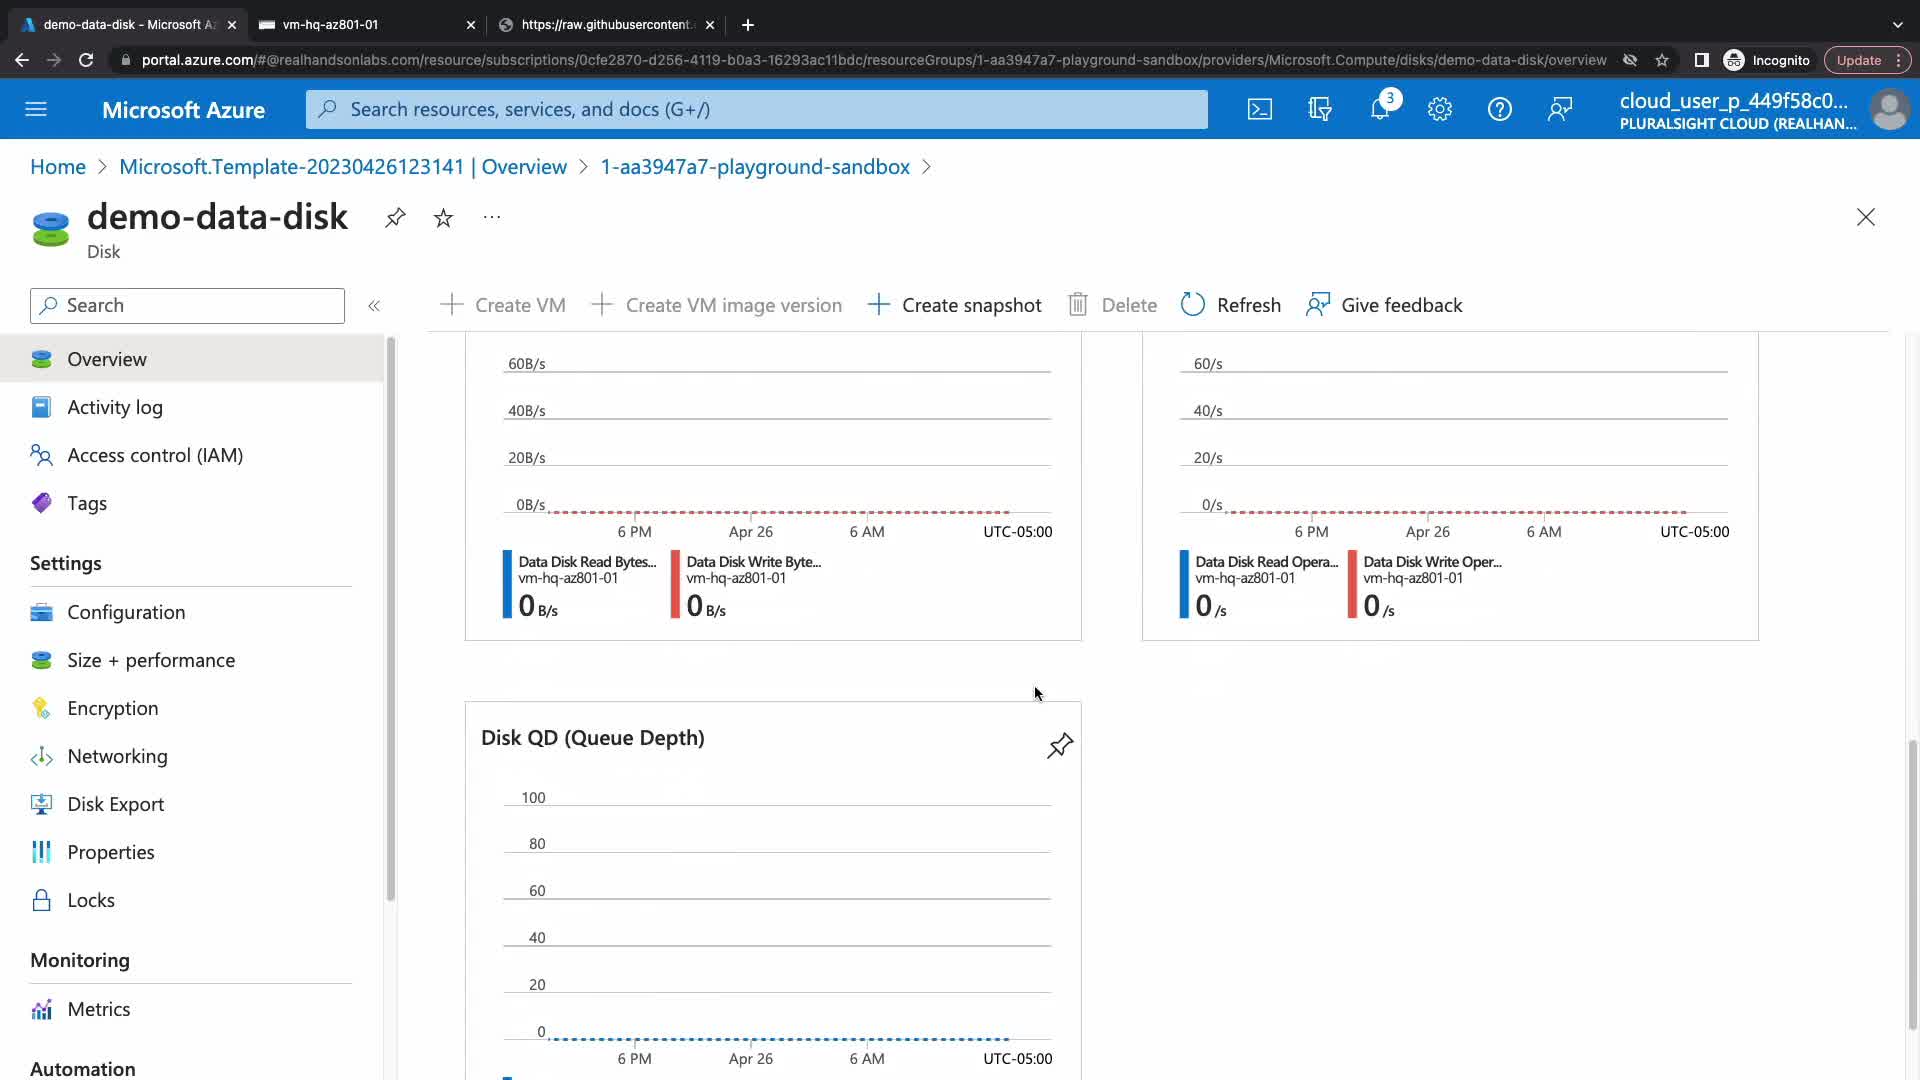 demo-data-disk - Microsoft Az
vm-hq-az801-01
https://raw.githubusercontent.
portal.azure.com/#@realhandsonlabs.com/resource/subscriptions/0cfe2870-d256-4119-b0a3-16293ac11bdc/resourceGroups/1-aa3947a7-playground-sandbox/providers/Microsoft.Compute/disks/demo-data-disk/overview
Incognito
Update
Microsoft Azure
Search resources, services, and docs (G+/)
3
cloud_user_p_449f58c0...
PLURALSIGHT CLOUD (REALHAN...
Home > Microsoft.Template-20230426123141 | Overview > 1-aa3947a7-playground-sandbox >
demo-data-disk
Disk
Search
Create VM
Create VM image version
Create snapshot
Delete
Refresh
Give feedback
Overview
Activity log
Access control (IAM)
Tags
Settings
Configuration
Size + performance
Encryption
Networking
Disk Export
Properties
Locks
Monitoring
Metrics
Automation
60B/s
40B/s
20B/s
0B/s
6 PM Apr 26 6 AM UTC-05:00
Data Disk Read Bytes...
vm-hq-az801-01
0 B/s
Data Disk Write Byte...
vm-hq-az801-01
0 B/s
60/s
40/s
20/s
0/s
6 PM Apr 26 6 AM UTC-05:00
Data Disk Read Opera...
vm-hq-az801-01
0 /s
Data Disk Write Oper...
vm-hq-az801-01
0 /s
Disk QD (Queue Depth)
100
80
60
40
20
0
6 PM Apr 26 6 AM UTC-05:00